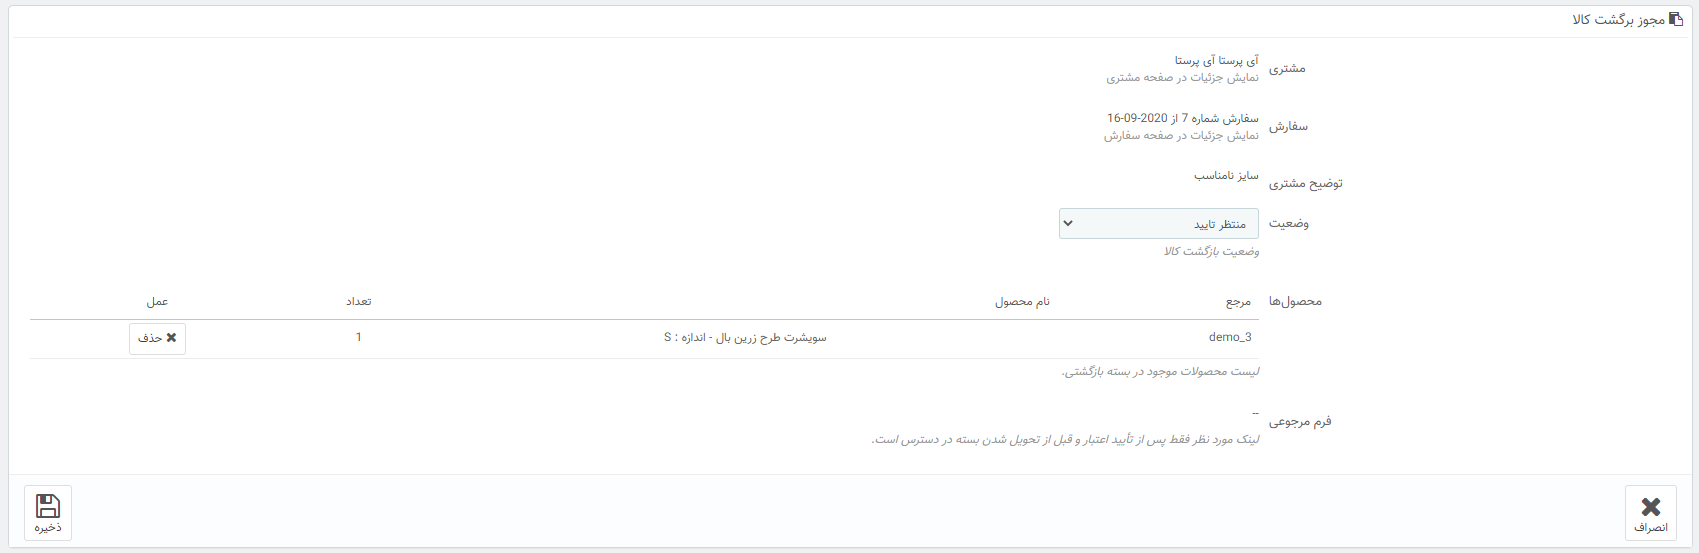 مجوز برگشت کالا
مشتری
آی پرستا آی پرستا
نمایش جزئیات در صفحه مشتری
سفارش
سفارش شماره 7 از 2020-09-16
نمایش جزئیات در صفحه سفارش
توضیح مشتری
سایز نامناسب
وضعیت
منتظر تایید
وضعیت بازگشت کالا
محصول‌ها
مرجع نام محصول تعداد عمل
demo_3 سویشرت طرح زرین بال - اندازه : S 1 حذف
لیست محصولات موجود در بسته بازگشتی.
فرم مرجوعی
--
لینک مورد نظر فقط پس از تأیید اعتبار و قبل از تحویل شدن بسته در دسترس است.
انصراف ذخیره